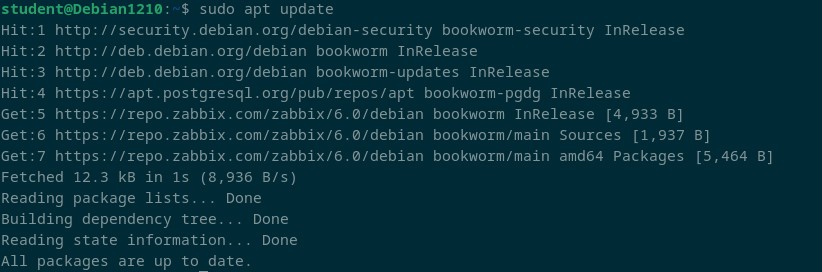 student@Debian1210:~$ sudo apt update
Hit:1 http://security.debian.org/debian-security bookworm-security InRelease
Hit:2 http://deb.debian.org/debian bookworm InRelease
Hit:3 http://deb.debian.org/debian bookworm-updates InRelease
Hit:4 https://apt.postgresql.org/pub/repos/apt bookworm-pgdg InRelease
Get:5 https://repo.zabbix.com/zabbix/6.0/debian bookworm InRelease [4,933 B]
Get:6 https://repo.zabbix.com/zabbix/6.0/debian bookworm/main Sources [1,937 B]
Get:7 https://repo.zabbix.com/zabbix/6.0/debian bookworm/main amd64 Packages [5,464 B]
Fetched 12.3 kB in 1s (8,936 B/s)
Reading package lists... Done
Building dependency tree... Done
Reading state information... Done
All packages are up to date.